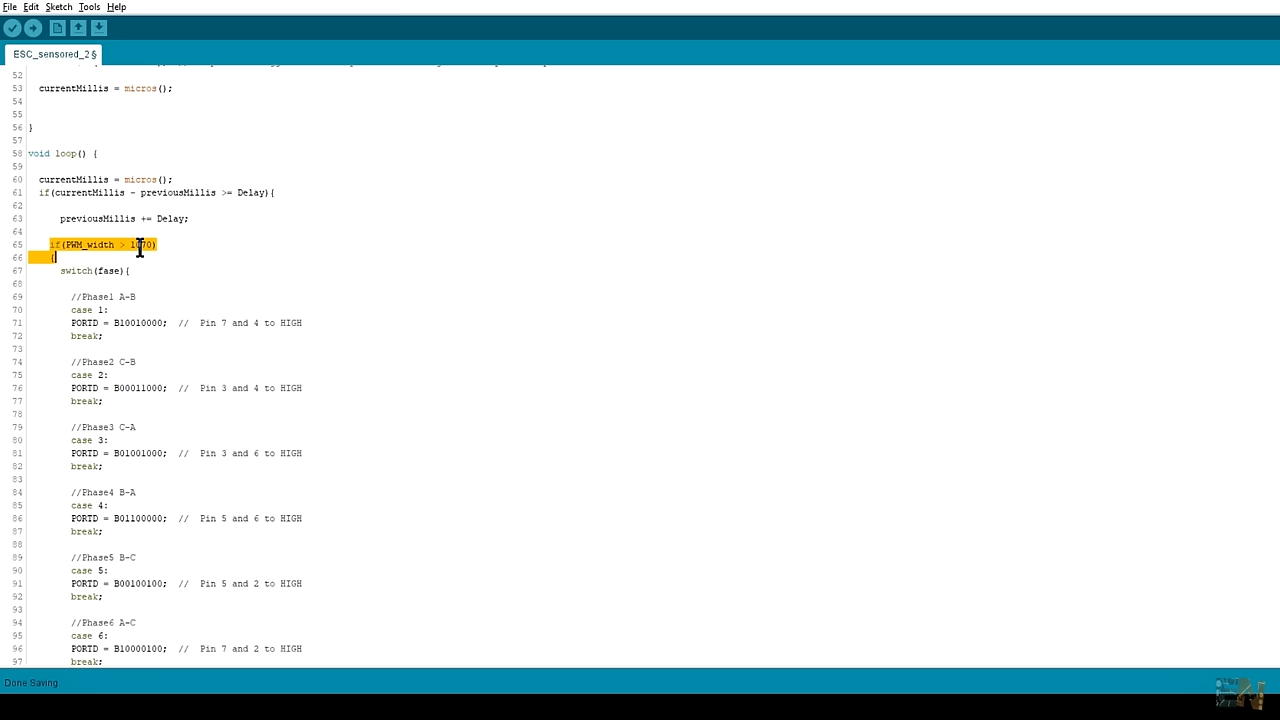 File Edit Sketch Tools Help
ESC_sensored_2 §
52
53 currentMillis = micros();
54
55
56 }
57
58 void loop() {
59
60 currentMillis = micros();
61 if(currentMillis - previousMillis >= Delay){
62
63 previousMillis += Delay;
64
65 if(PWM_width > 1070)
66 {
67 switch(fase){
68
69 //Phase1 A-B
70 case 1:
71 PORTD = B10010000; // Pin 7 and 4 to HIGH
72 break;
73
74 //Phase2 C-B
75 case 2:
76 PORTD = B00011000; // Pin 3 and 4 to HIGH
77 break;
78
79 //Phase3 C-A
80 case 3:
81 PORTD = B01001000; // Pin 3 and 6 to HIGH
82 break;
83
84 //Phase4 B-A
85 case 4:
86 PORTD = B01100000; // Pin 5 and 6 to HIGH
87 break;
88
89 //Phase5 B-C
90 case 5:
91 PORTD = B00100100; // Pin 5 and 2 to HIGH
92 break;
93
94 //Phase6 A-C
95 case 6:
96 PORTD = B10000100; // Pin 7 and 2 to HIGH
97 break;
Done Saving